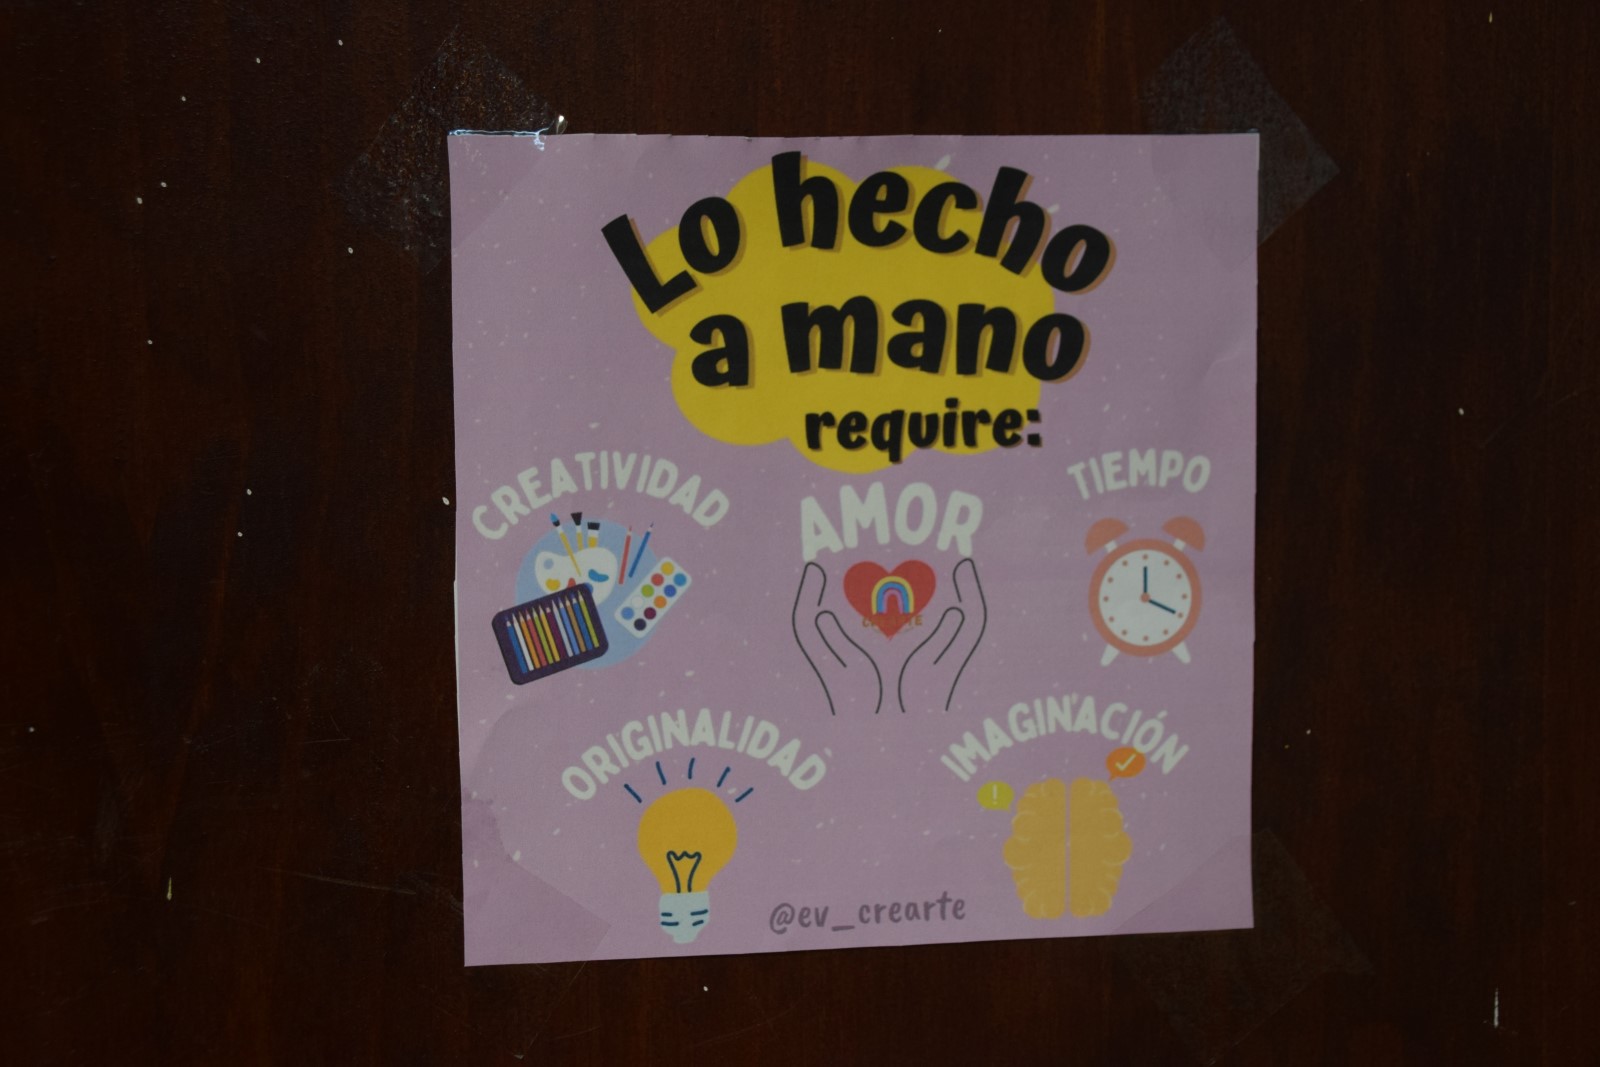 Lo hecho
a mano
require:
CREATIVIDAD
AMOR
TIEMPO
ORIGINALIDAD
IMAGINACIÓN
@ev_crearte